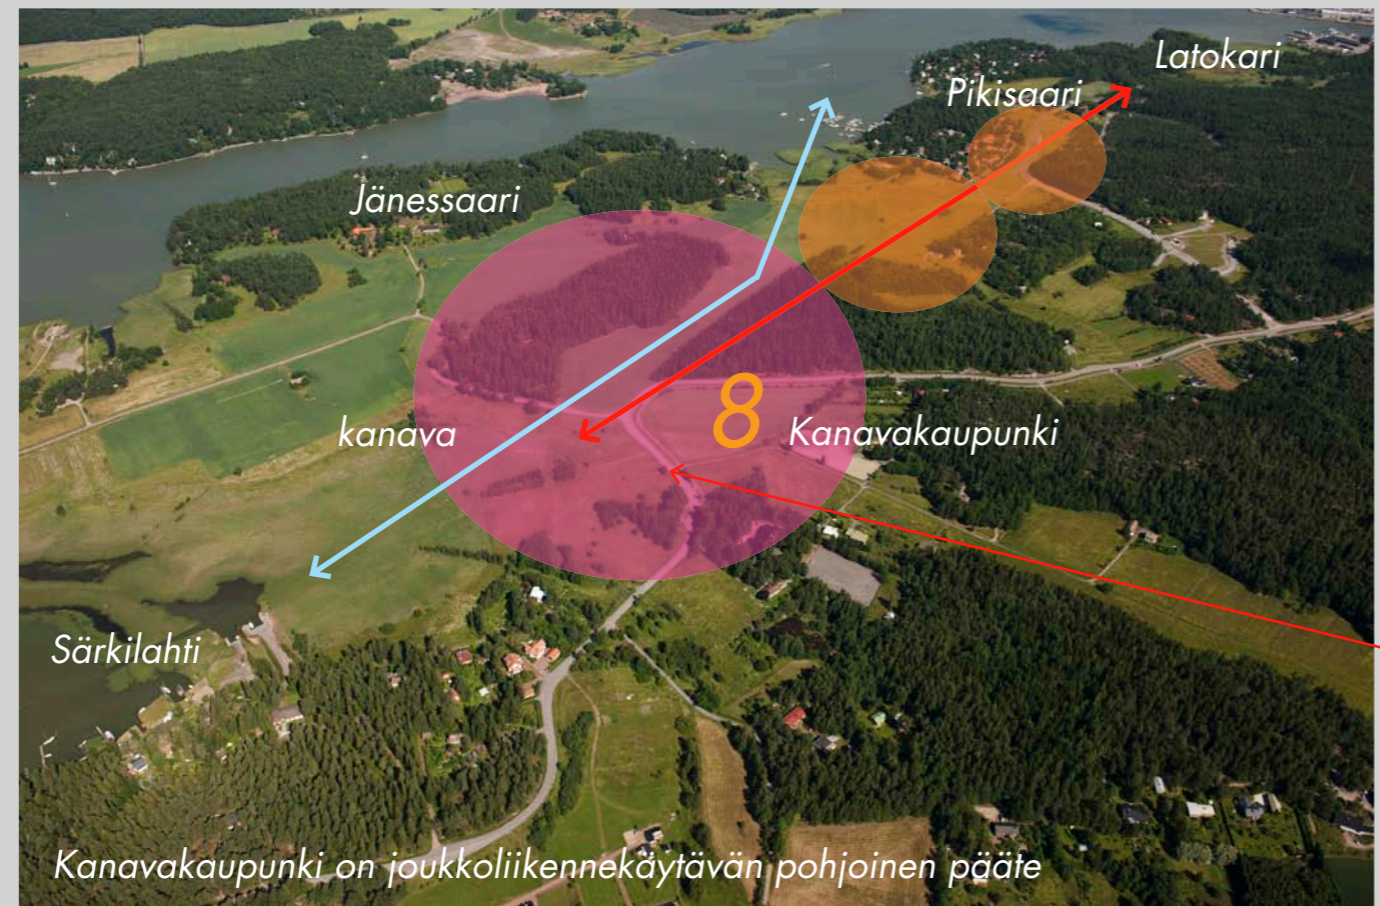 Latokari
Pikisaari
Jänessaari
8
kanava
Kanavakaupunki
Särkilahti
Kanavakaupunki on joukkoliikennekäytävän pohjoinen pääte